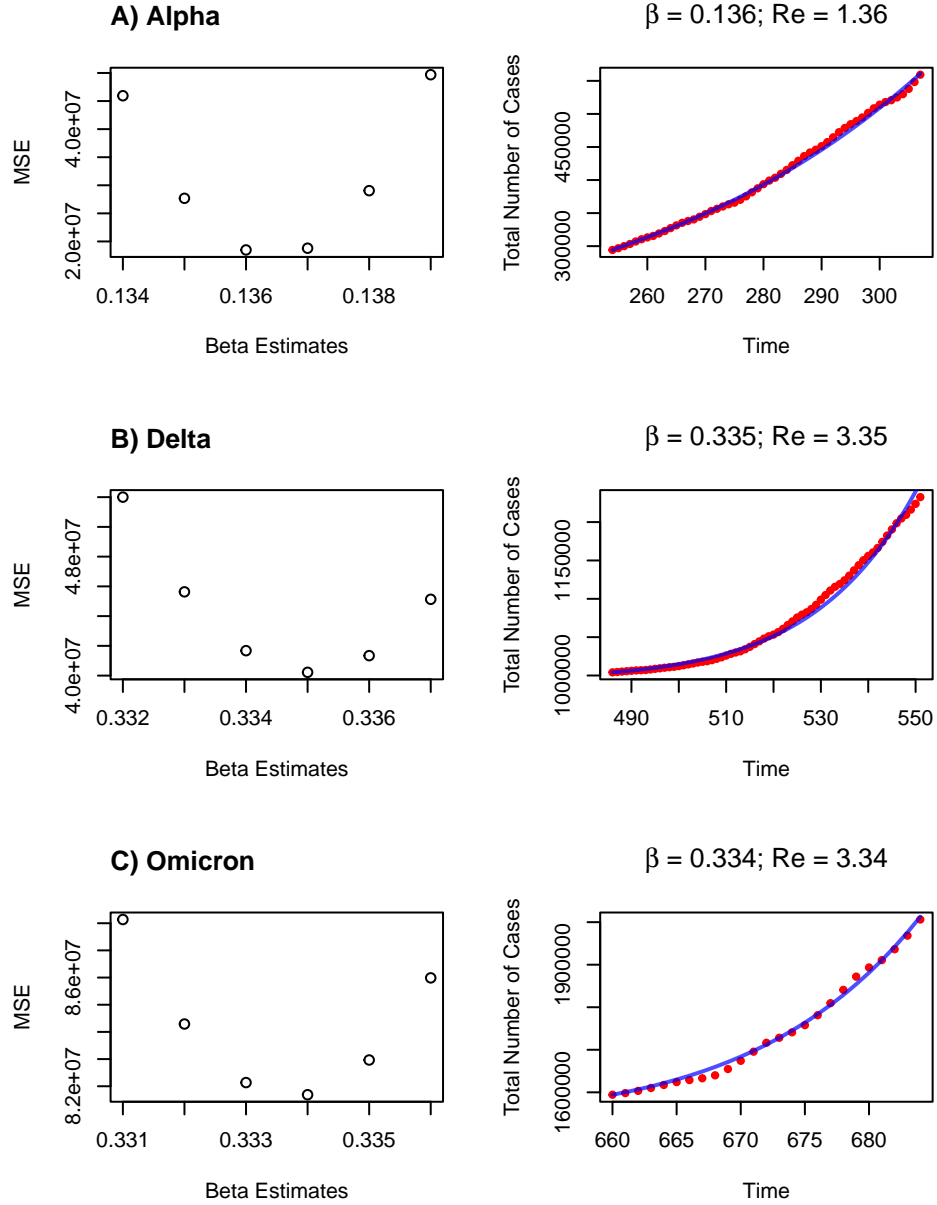 A) Alpha
β = 0.136; Re = 1.36
MSE
2.0e+07 4.0e+07
0.134 0.136 0.138
Beta Estimates
Total Number of Cases
300000 450000
260 270 280 290 300
Time
B) Delta
β = 0.335; Re = 3.35
MSE
4.0e+07 4.8e+07
0.332 0.334 0.336
Beta Estimates
Total Number of Cases
1000000 1150000
490 510 530 550
Time
C) Omicron
β = 0.334; Re = 3.34
MSE
8.2e+07 8.6e+07
0.331 0.333 0.335
Beta Estimates
Total Number of Cases
1600000 1900000
660 665 670 675 680
Time